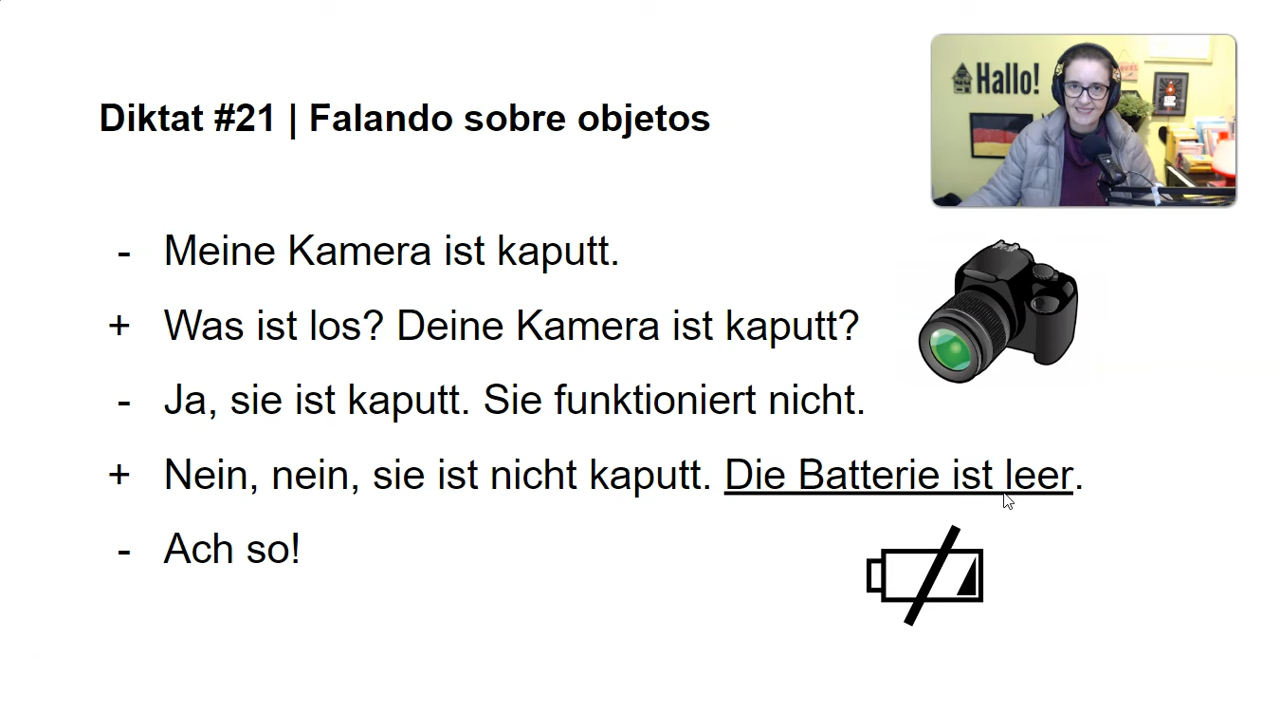 Hallo!
Diktat #21 | Falando sobre objetos
- Meine Kamera ist kaputt.
+ Was ist los? Deine Kamera ist kaputt?
- Ja, sie ist kaputt. Sie funktioniert nicht.
+ Nein, nein, sie ist nicht kaputt. Die Batterie ist leer.
- Ach so!